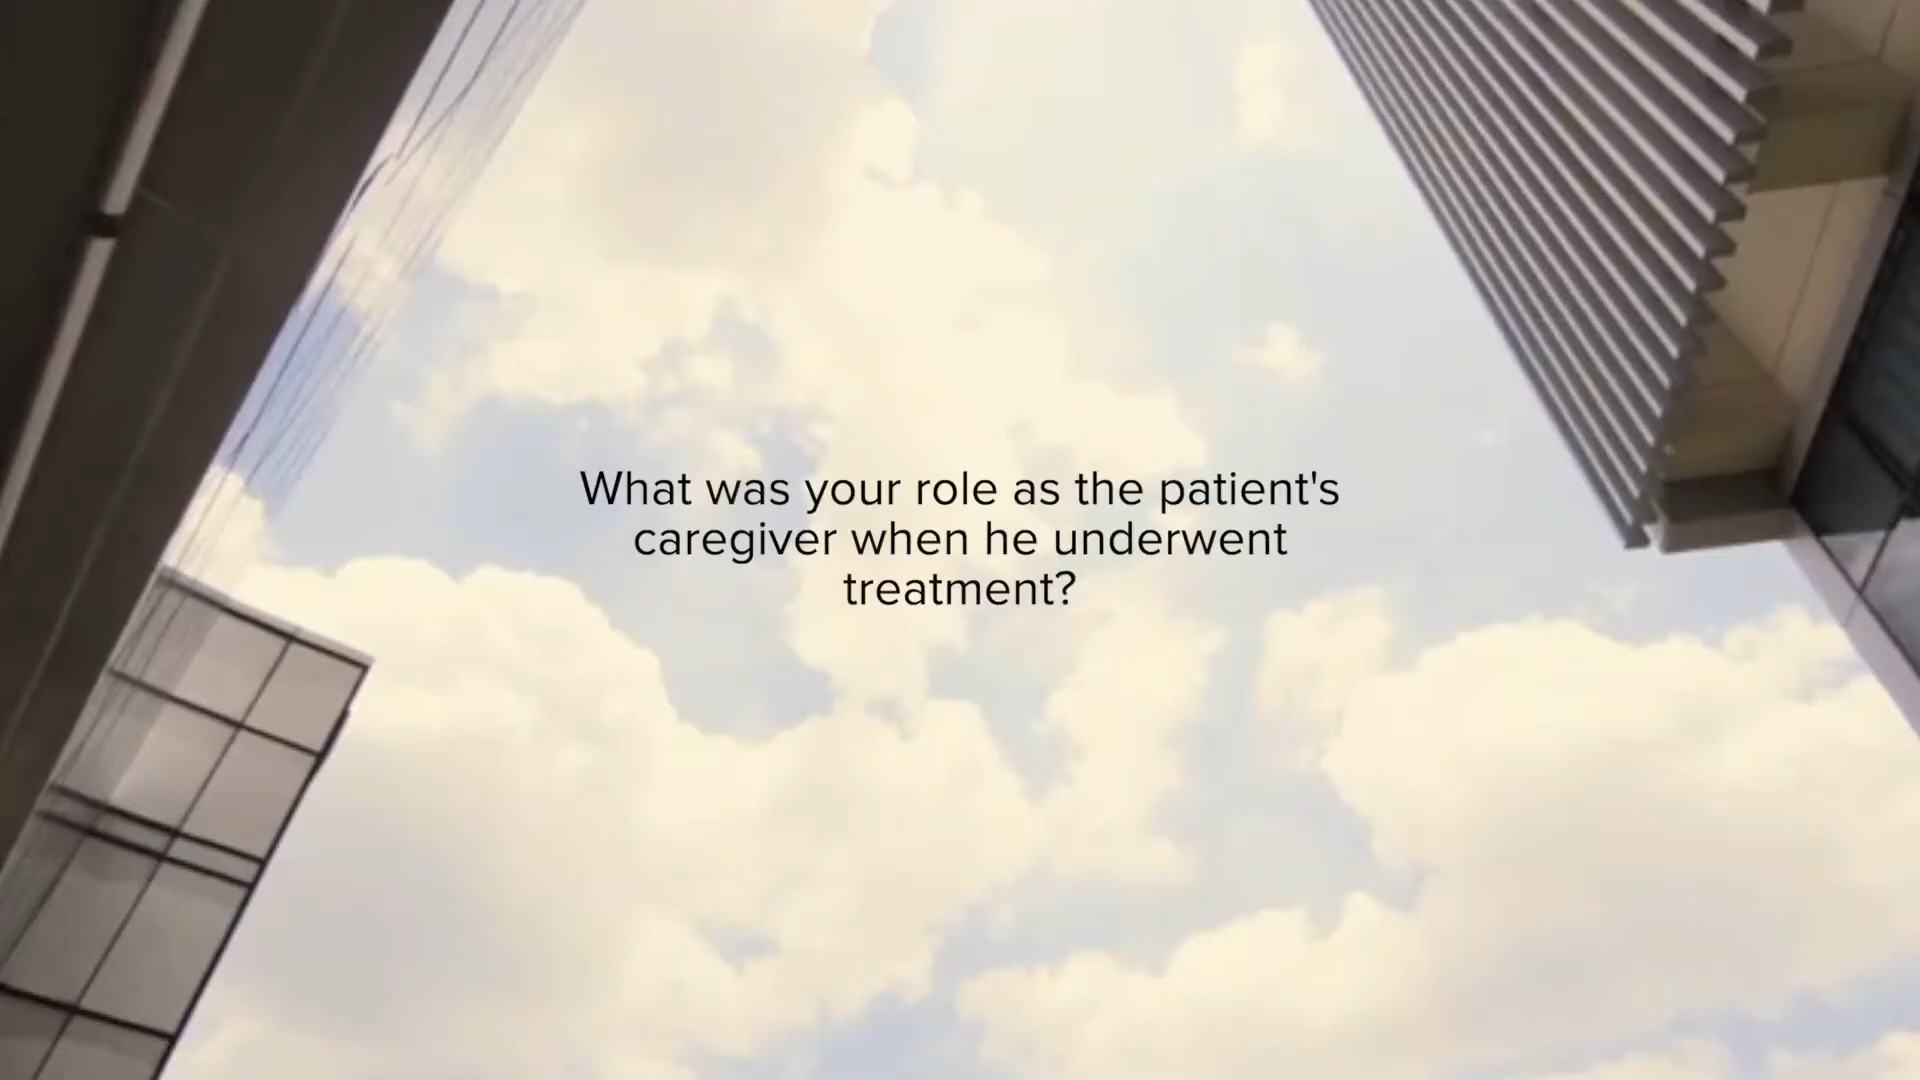 What was your role as the patient's
caregiver when he underwent
treatment?